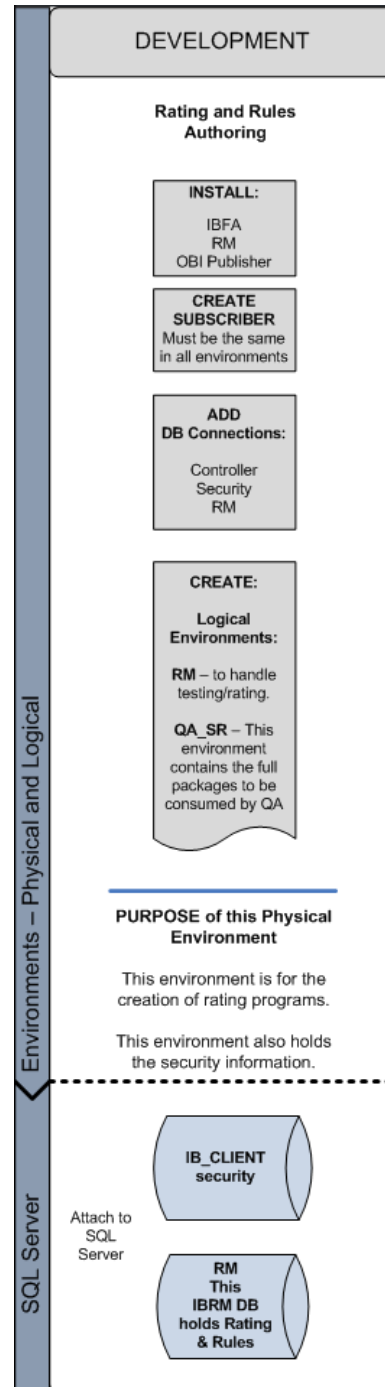 DEVELOPMENT
Rating and Rules
Authoring
INSTALL:
IBFA
RM
OBI Publisher
CREATE
SUBSCRIBER
Must be the same
in all environments
ADD
DB Connections:
Controller
Security
RM
CREATE:
Logical
Environments:
RM – to handle
testing/rating.
QA_SR – This
environment
contains the full
packages to be
consumed by QA
Environments – Physical and Logical
PURPOSE of this Physical
Environment
This environment is for the
creation of rating programs.
This environment also holds
the security information.
SQL Server
Attach to
SQL
Server
IB_CLIENT
security
RM
This
IBRM DB
holds Rating
& Rules